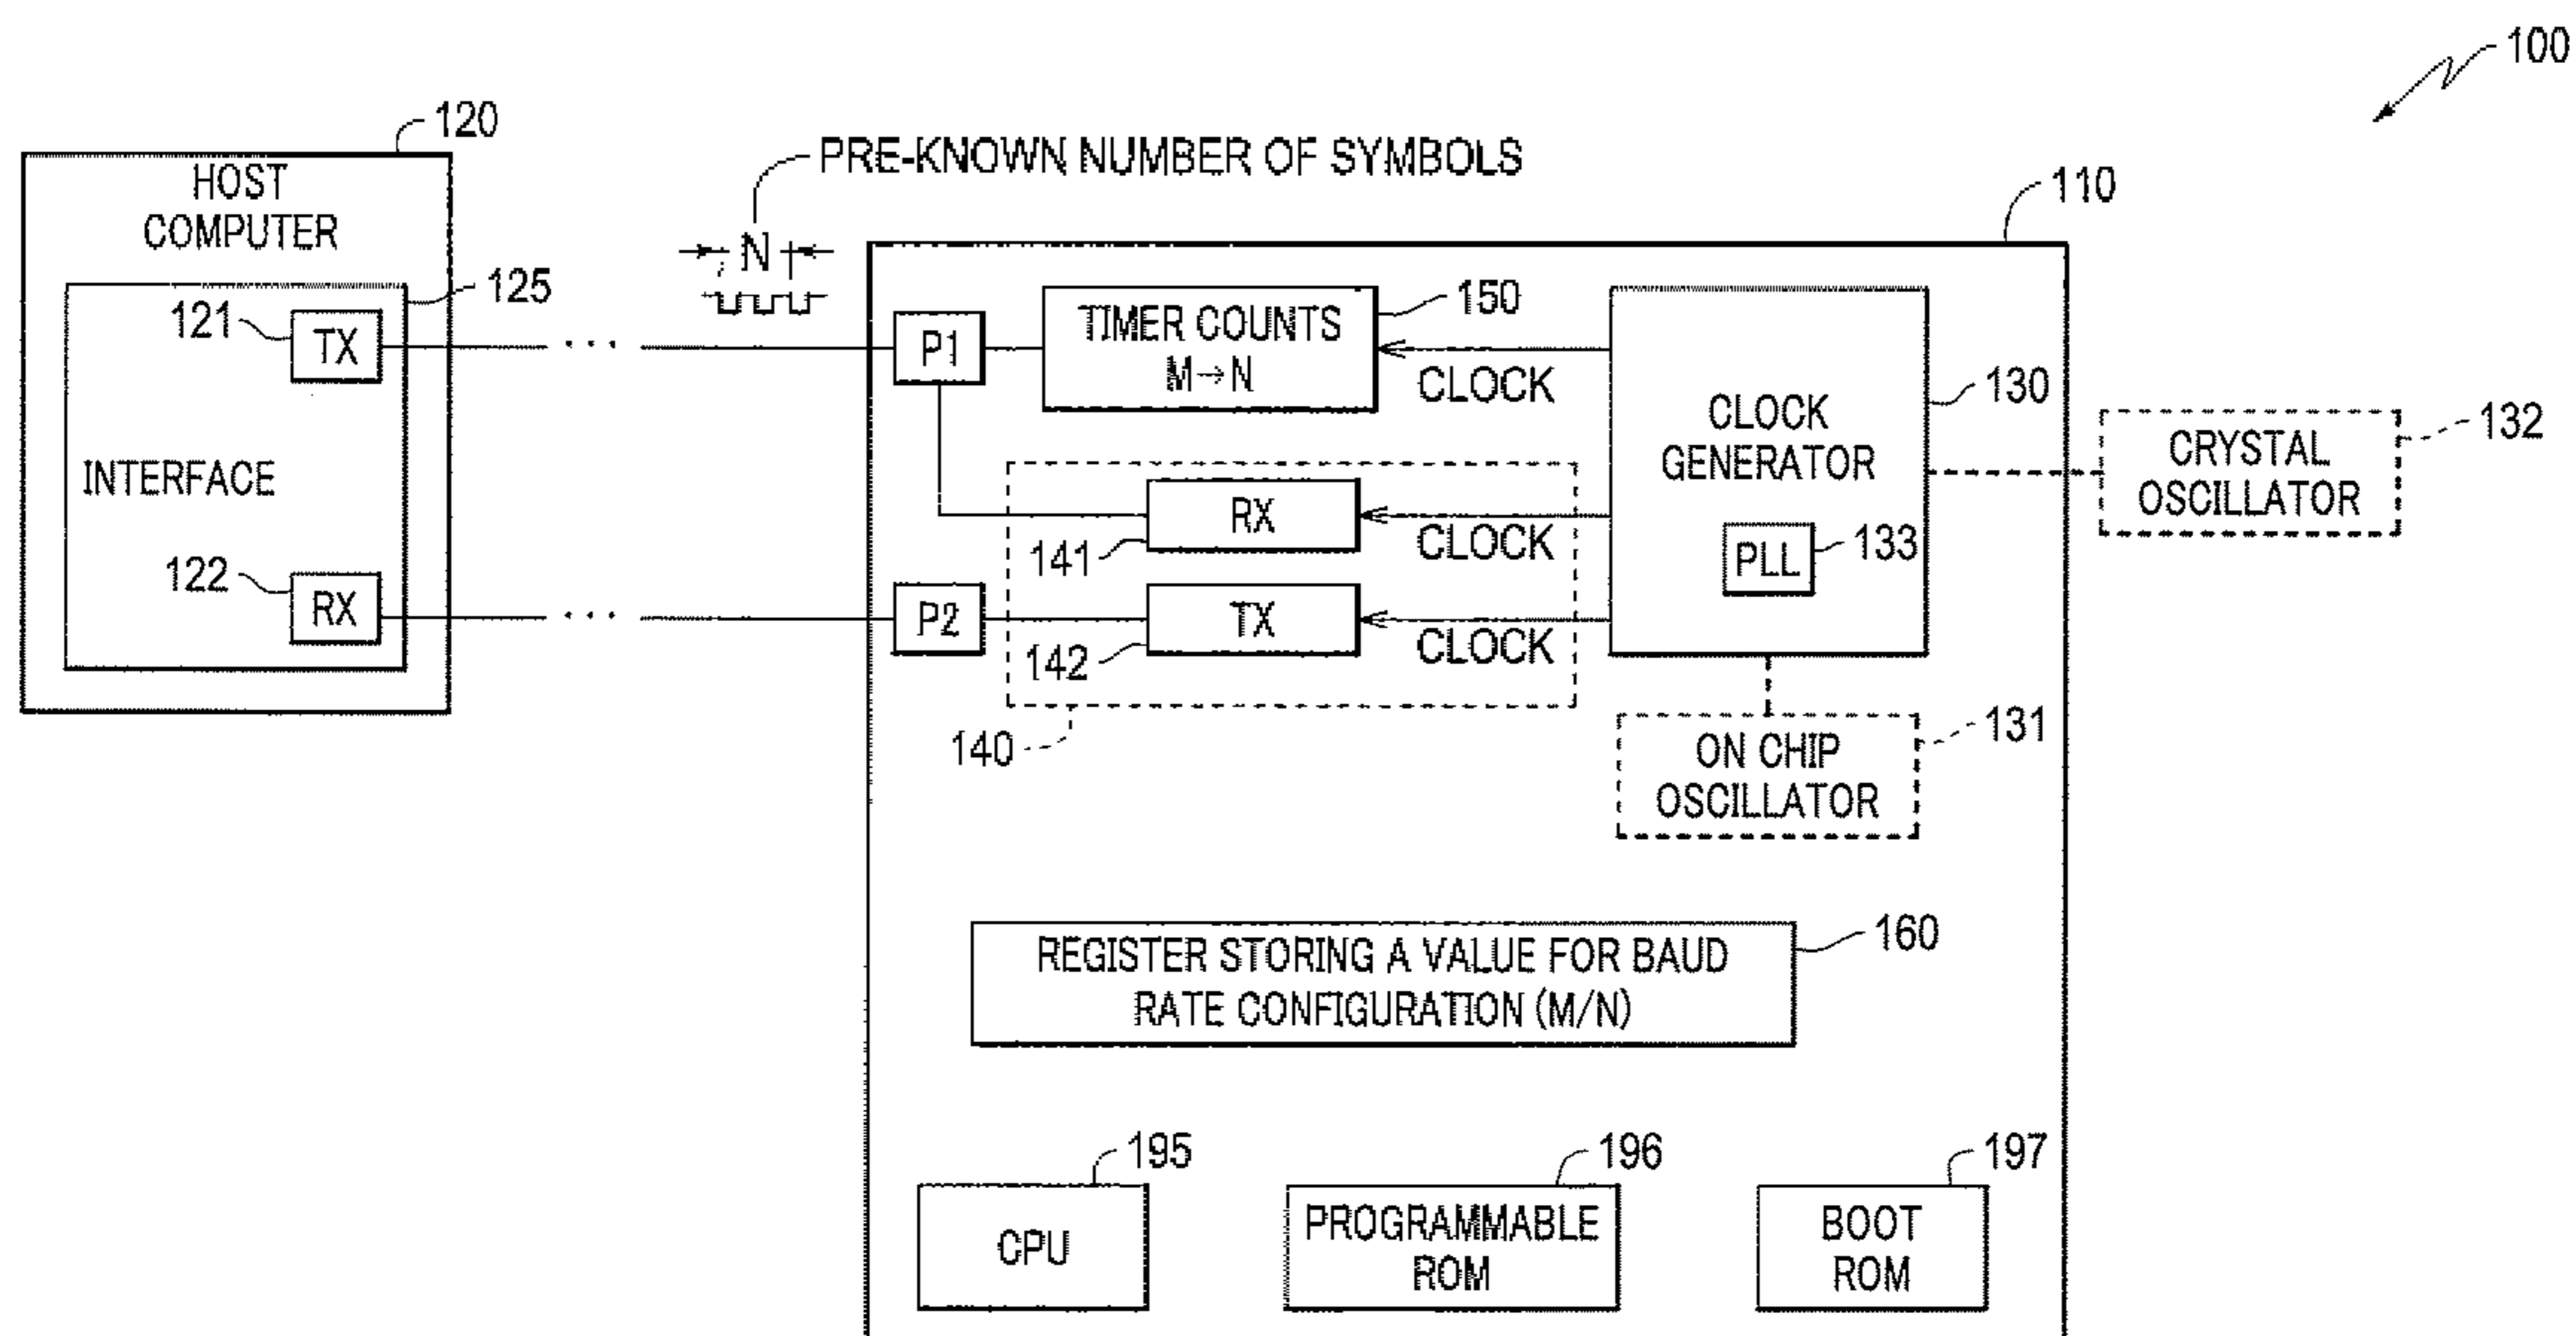 100
120
HOST
COMPUTER
PRE-KNOWN NUMBER OF SYMBOLS
110
N
125
121
TX
P1
150
TIMER COUNTS
M→N
CLOCK
130
CLOCK
GENERATOR
132
CRYSTAL
OSCILLATOR
INTERFACE
RX
141
CLOCK
PLL
133
122
RX
P2
TX
142
CLOCK
140
131
ON CHIP
OSCILLATOR
160
REGISTER STORING A VALUE FOR BAUD
RATE CONFIGURATION (M/N)
195
CPU
196
PROGRAMMABLE
ROM
197
BOOT
ROM